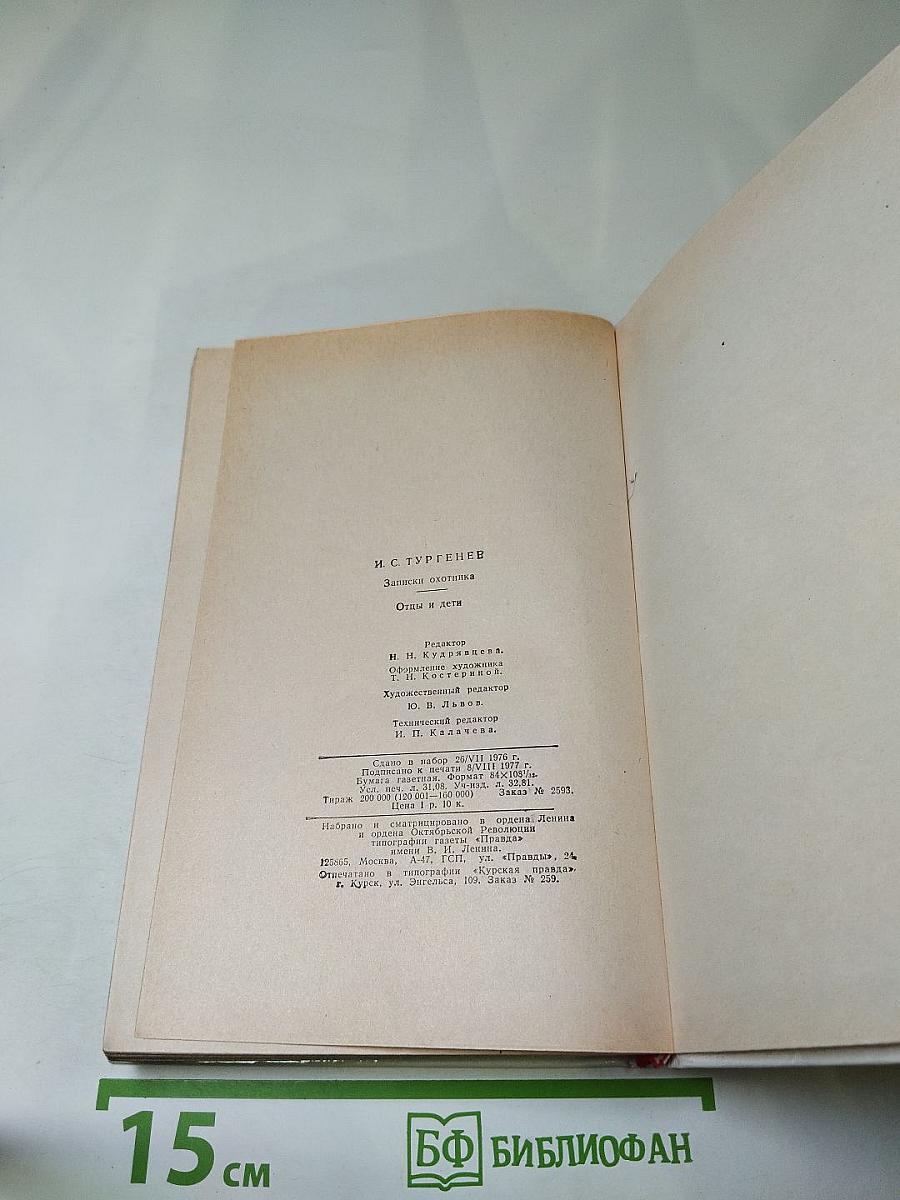 И. С. ТУРГЕНЕВ
Записки охотника
Отцы и дети
Редактор
Н. Н. Кудрявцева.
Оформление художника
Т. Н. Костериной.
Художественный редактор
Ю. В. Львов.
Технический редактор
И. П. Калачева.
Сдано в набор 26/VII 1976 г.
Подписано к печати 8/VIII 1977 г.
Бумага газетная. Формат 84×108¹/₃₂.
Усл. печ. л. 31,08. Уч-изд. л. 32,81.
Тираж 200 000 (120 001—160 000) Заказ № 2593.
Цена 1 р. 10 к.
Набрано и сматрицировано в ордена Ленина
и ордена Октябрьской Революции
типографии газеты «Правда»
имени В. И. Ленина.
125865, Москва, А-47, ГСП, ул. «Правды», 24.
Отпечатано в типографии «Курская правда».
г. Курск, ул. Энгельса, 109. Заказ № 259.
15 см БФ БИБЛИОФАН